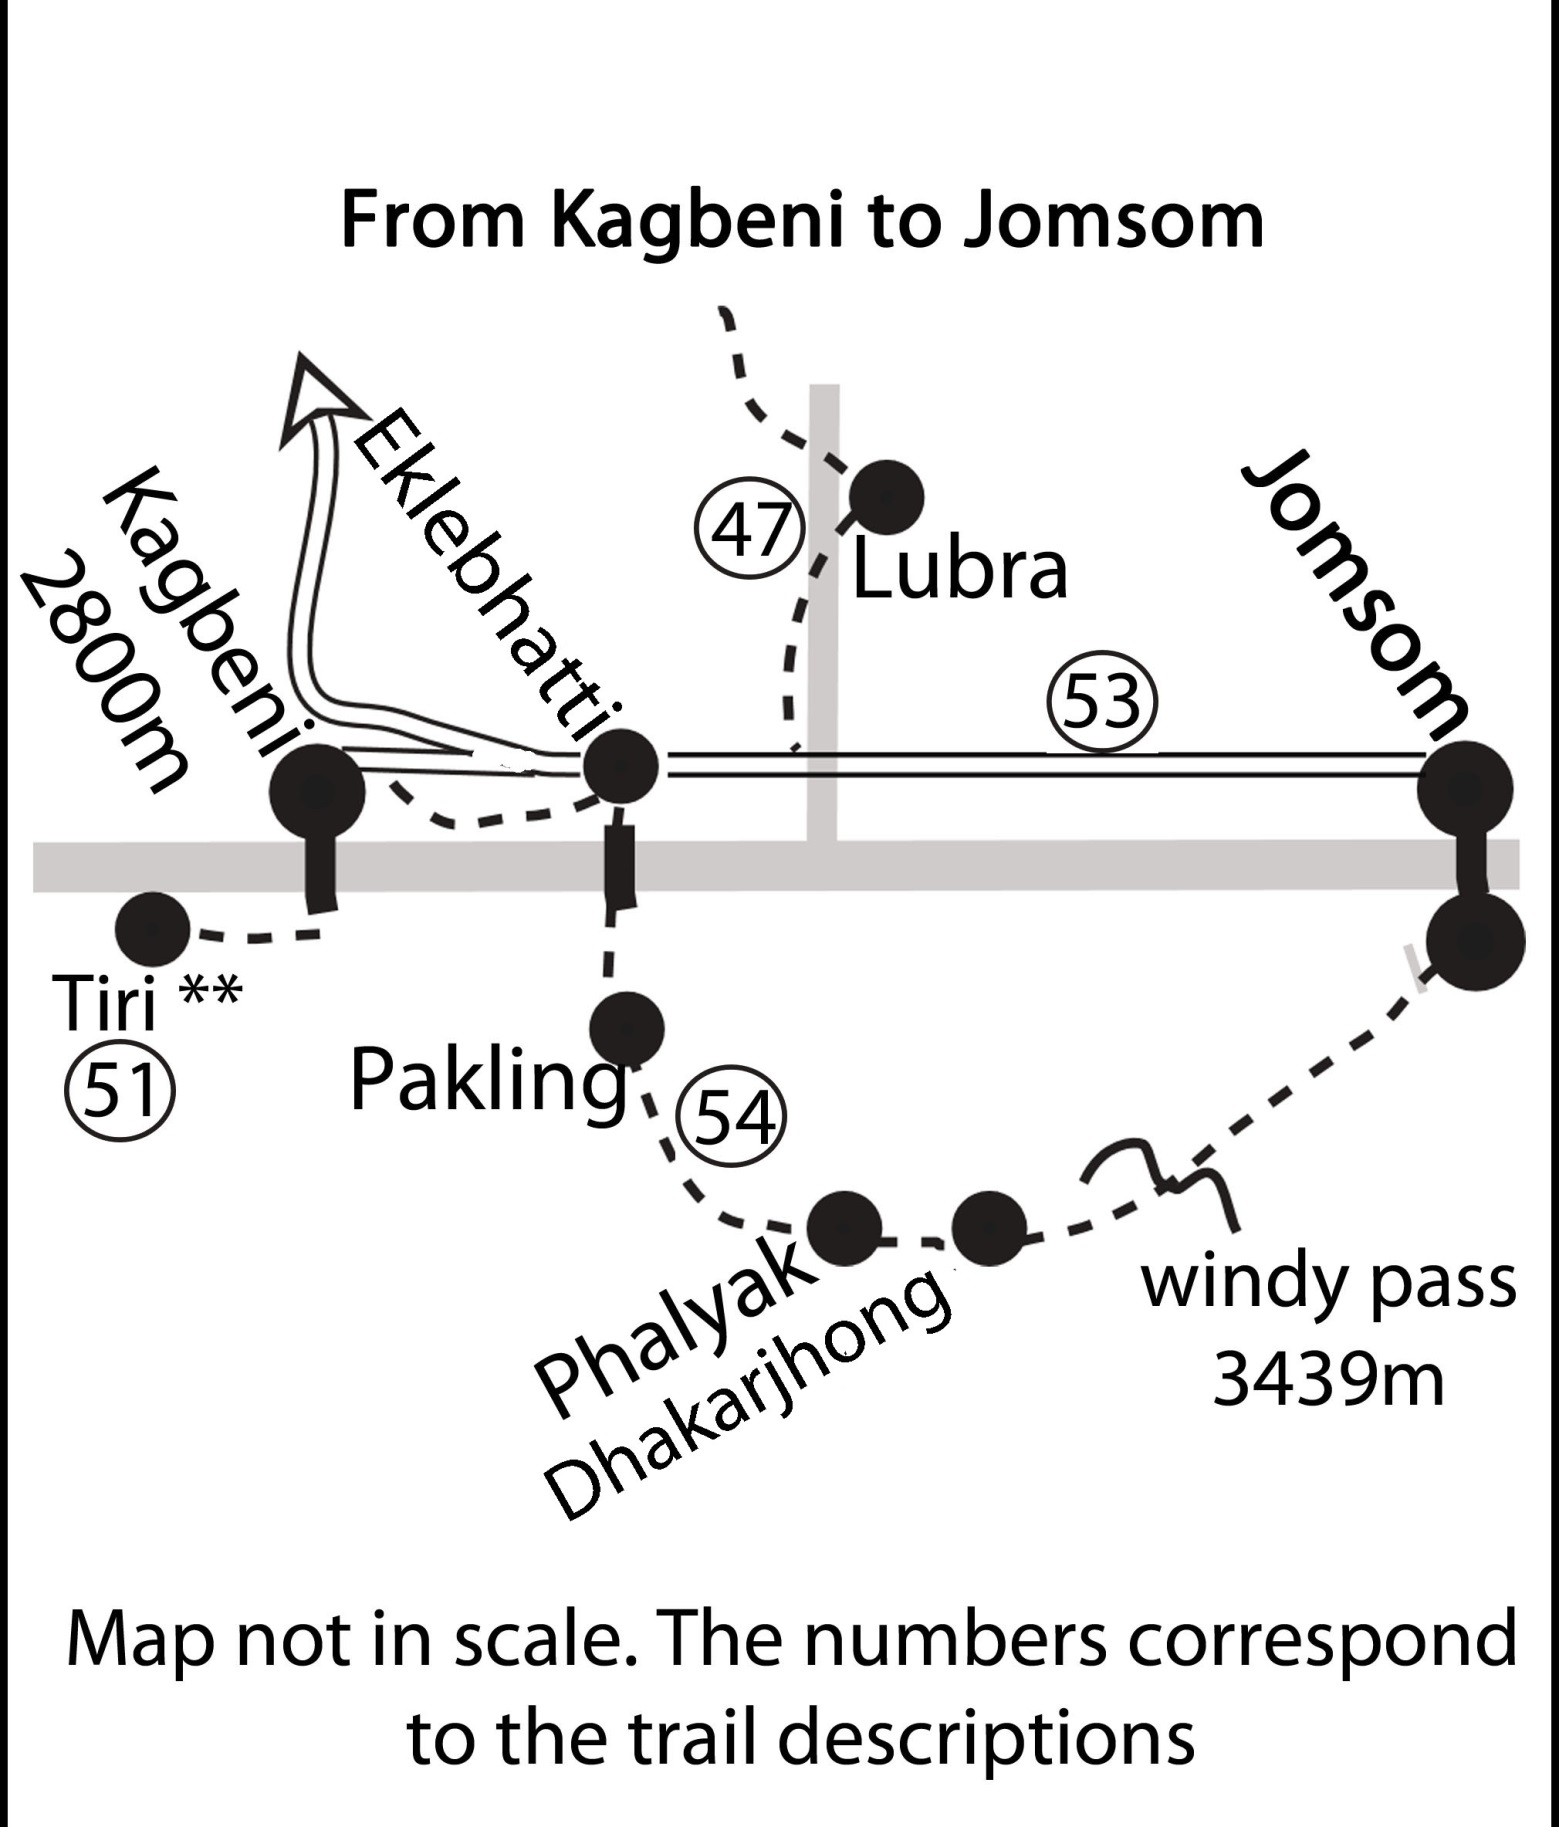 From Kagbeni to Jomsom
Eklebhatti
Kagbeni
2800m
47
Lubra
Jomsom
53
Tiri **
51
Pakling
54
Phalyak
Dhakarjhong
windy pass
3439m
Map not in scale. The numbers correspond
to the trail descriptions